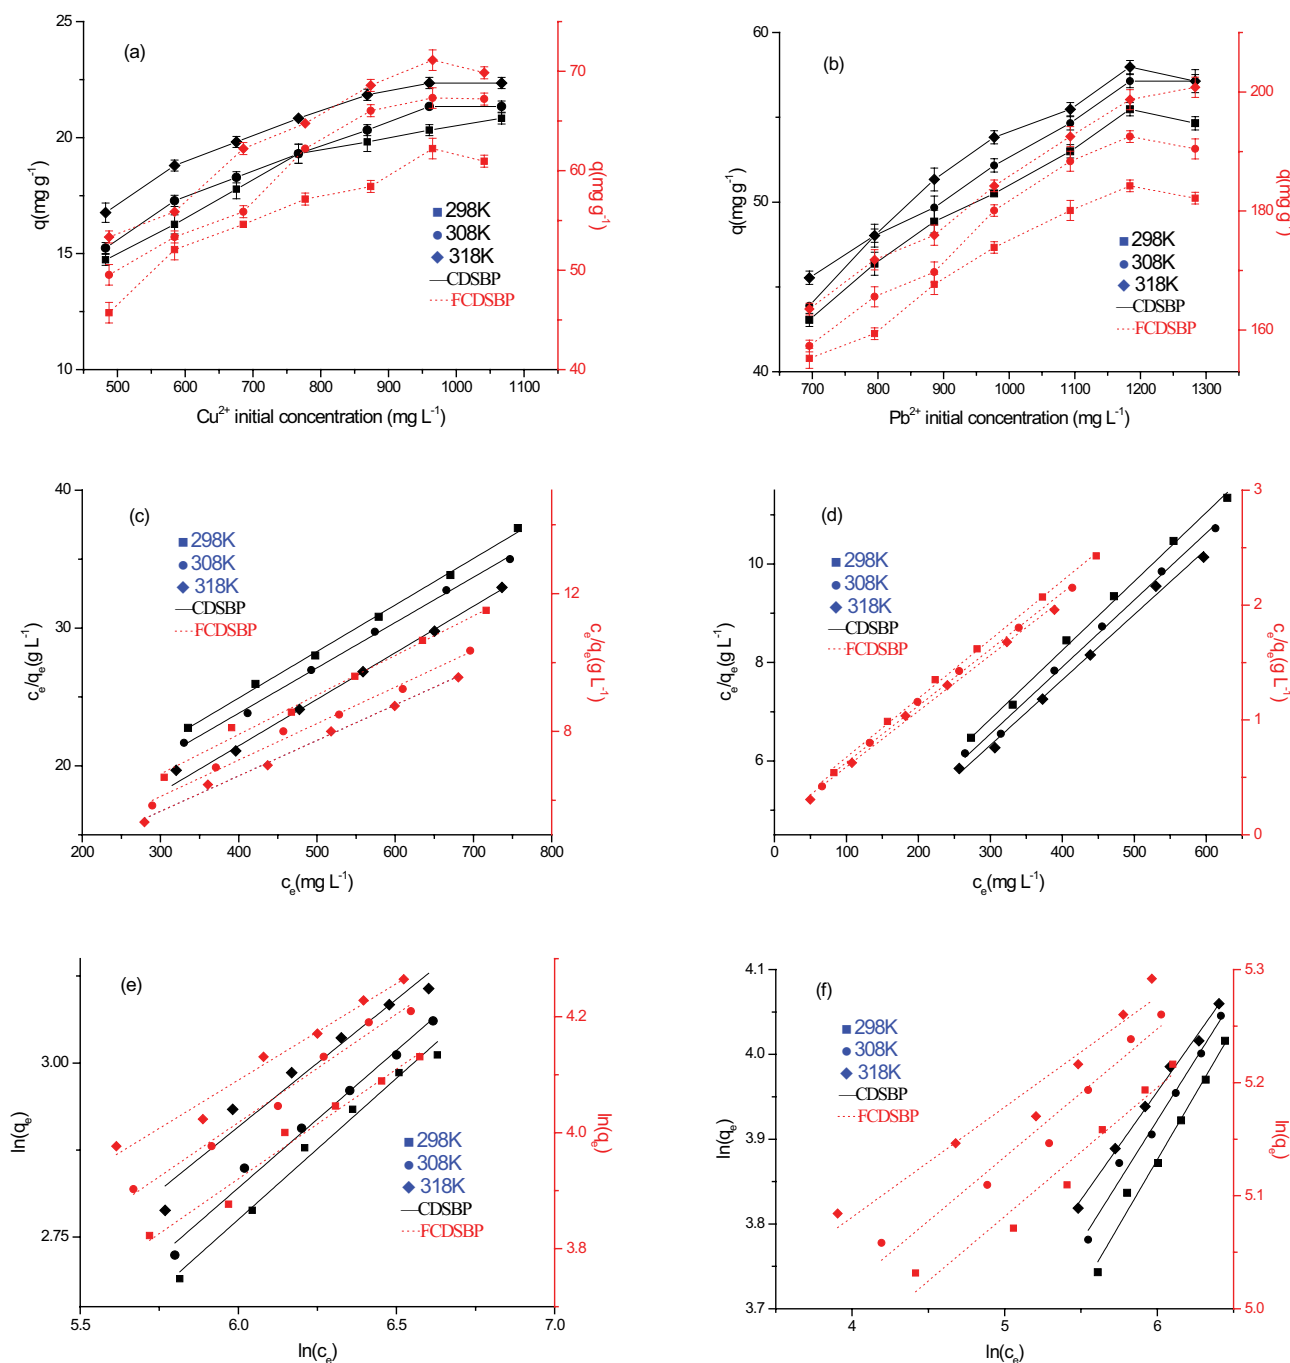 (a)
25
20
15
10
q(mg g-1)
70
60
50
40
q(mg g-1)
298K
308K
318K
CDSBP
FCDSBP
500 600 700 800 900 1000 1100
Cu2+ initial concentration (mg L-1)
(b)
60
50
40
q(mg g-1)
200
180
160
q(mg g-1)
298K
308K
318K
CDSBP
FCDSBP
700 800 900 1000 1100 1200 1300
Pb2+ initial concentration (mg L-1)
(c)
40
30
20
ce/qe(g L-1)
12
8
4
ce/qe(g L-1)
298K
308K
318K
CDSBP
FCDSBP
200 300 400 500 600 700 800
ce(mg L-1)
(d)
10
8
6
ce/qe(g L-1)
3
2
1
0
ce/qe(g L-1)
298K
308K
318K
CDSBP
FCDSBP
0 100 200 300 400 500 600
ce(mg L-1)
(e)
3.00
2.75
ln(qe)
4.2
4.0
3.8
ln(qe)
298K
308K
318K
CDSBP
FCDSBP
5.5 6.0 6.5 7.0
ln(ce)
(f)
4.1
4.0
3.9
3.8
3.7
ln(qe)
5.3
5.2
5.1
5.0
ln(qe)
298K
308K
318K
CDSBP
FCDSBP
4 5 6
ln(ce)